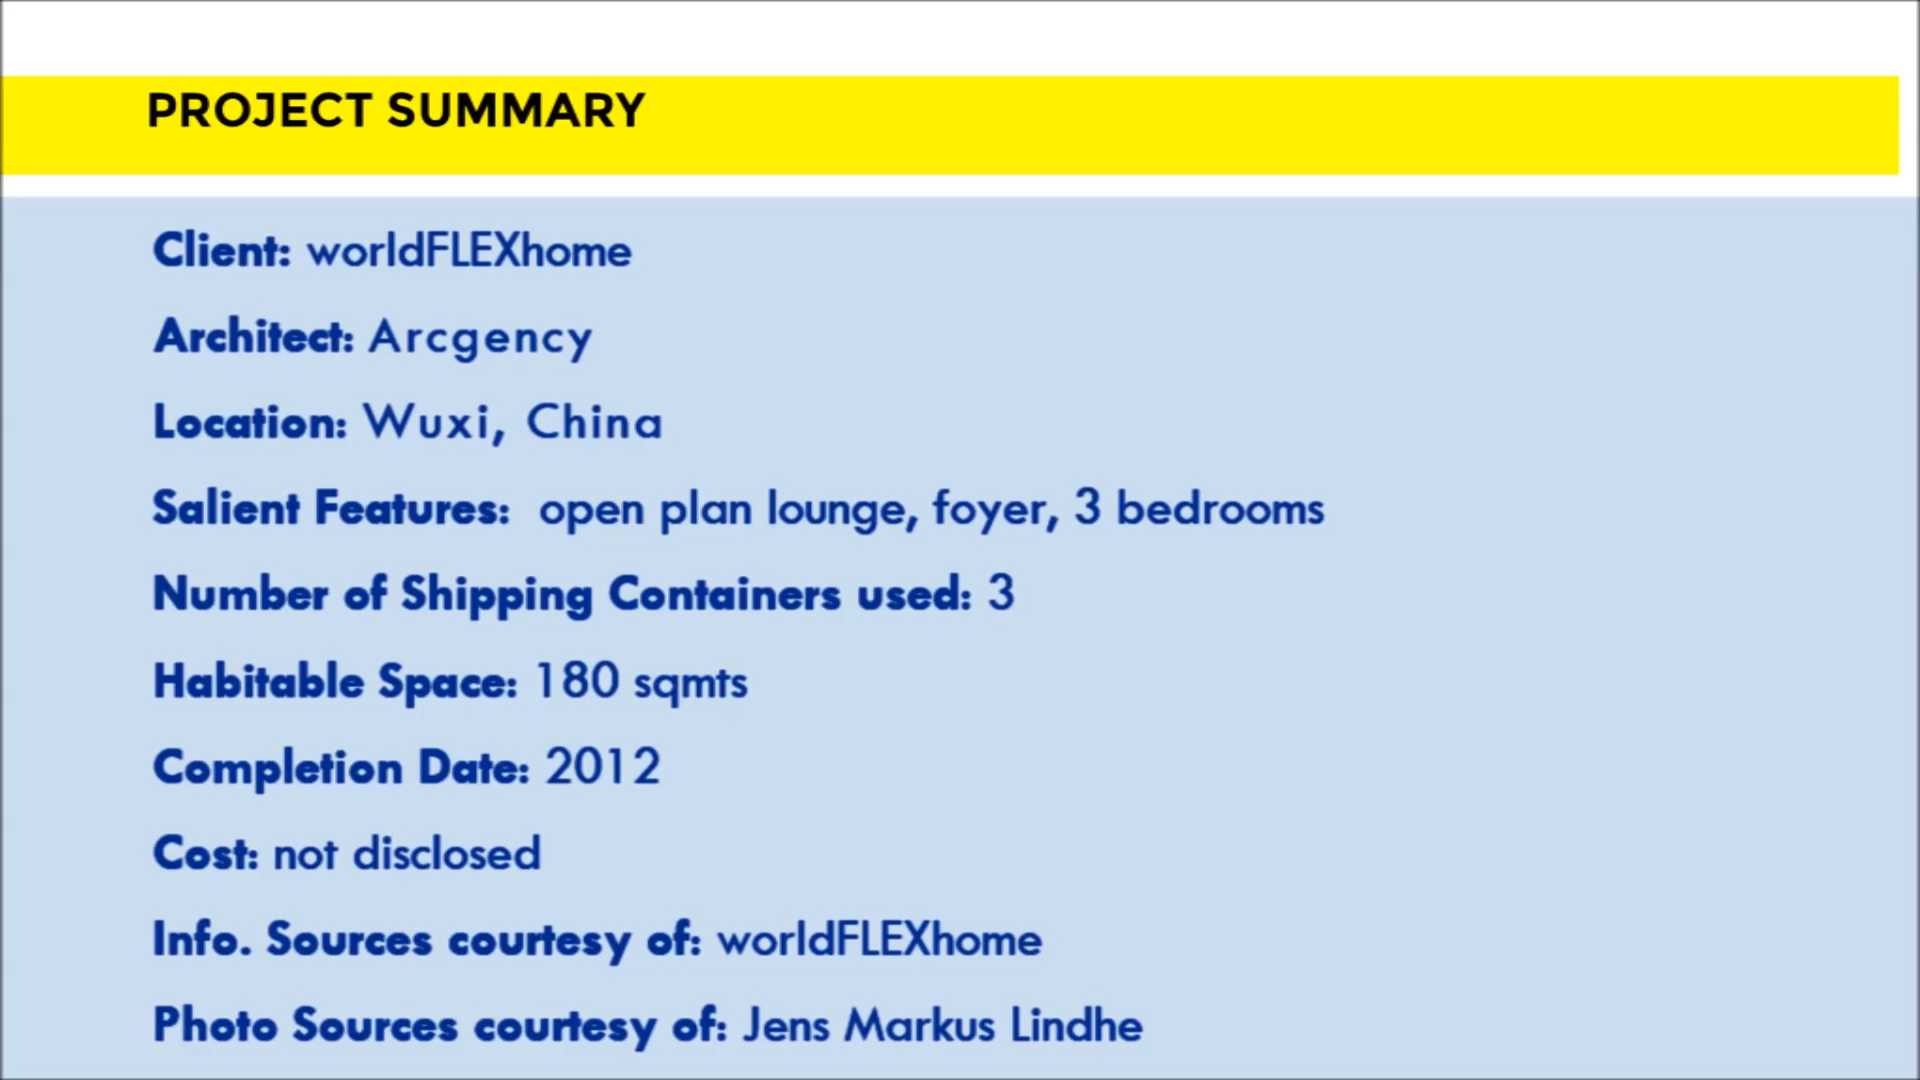 PROJECT SUMMARY
Client: worldFLEXhome
Architect: Arcgency
Location: Wuxi, China
Salient Features: open plan lounge, foyer, 3 bedrooms
Number of Shipping Containers used: 3
Habitable Space: 180 sqmts
Completion Date: 2012
Cost: not disclosed
Info. Sources courtesy of: worldFLEXhome
Photo Sources courtesy of: Jens Markus Lindhe